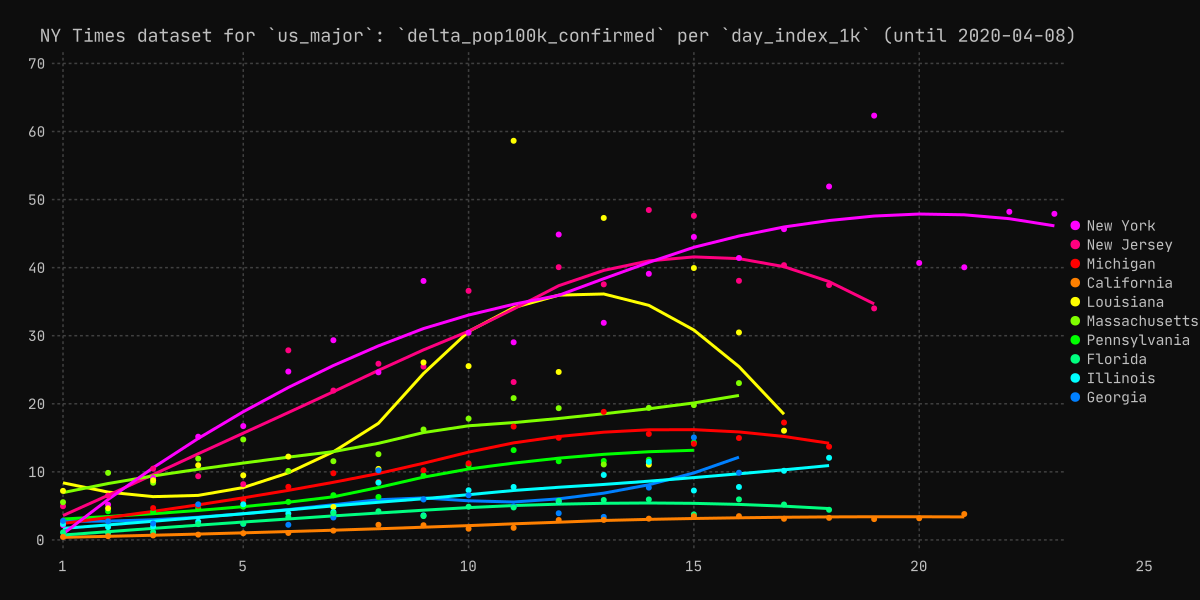 NY Times dataset for `us_major`: `delta_pop100k_confirmed` per `day_index_1k` (until 2020-04-08)
70
60
50
40
30
20
10
0
New York
New Jersey
Michigan
California
Louisiana
Massachusetts
Pennsylvania
Florida
Illinois
Georgia
1 5 10 15 20 25